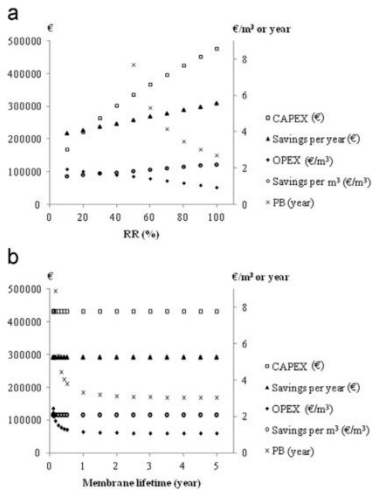 a
€
€/m³ or year
500000
8
400000
6
300000
4
200000
2
100000
0
0
0 20 40 60 80 100
RR (%)
CAPEX (€)
Savings per year (€)
OPEX (€/m³)
Savings per m³ (€/m³)
PB (year)
b
€
€/m³ or year
500000
8
400000
6
300000
4
200000
2
100000
0
0
0 1 2 3 4 5
Membrane lifetime (year)
CAPEX (€)
Savings per year (€)
OPEX (€/m³)
Savings per m³ (€/m³)
PB (year)